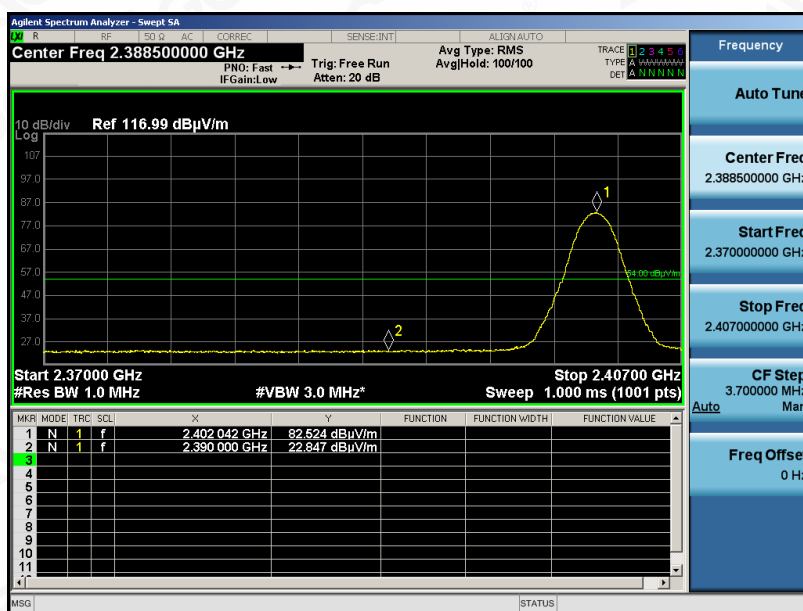 Agilent Spectrum Analyzer - Swept SA
LXI R RF 50 Ω AC CORREC SENSE:INT ALIGN AUTO
Center Freq 2.388500000 GHz
PNO: Fast
IFGain:Low
Trig: Free Run
Atten: 20 dB
Avg Type: RMS
Avg|Hold: 100/100
TRACE 1 2 3 4 5 6
TYPE A WWWWW
DET A N N N N N
10 dB/div Ref 116.99 dBµV/m
Log
107
97.0
87.0
77.0
67.0
57.0
47.0
37.0
27.0
1
54.00 dBµV/m
2
Start 2.37000 GHz Stop 2.40700 GHz
#Res BW 1.0 MHz #VBW 3.0 MHz* Sweep 1.000 ms (1001 pts)
MKR MODE TRC SCL X Y FUNCTION FUNCTION WIDTH FUNCTION VALUE
1 N 1 f 2.402 042 GHz 82.524 dBµV/m
2 N 1 f 2.390 000 GHz 22.847 dBµV/m
3
4
5
6
7
8
9
10
11
MSG STATUS
Frequency
Auto Tune
Center Freq
2.388500000 GHz
Start Freq
2.370000000 GHz
Stop Freq
2.407000000 GHz
CF Step
3.700000 MHz
Auto Man
Freq Offset
0 Hz